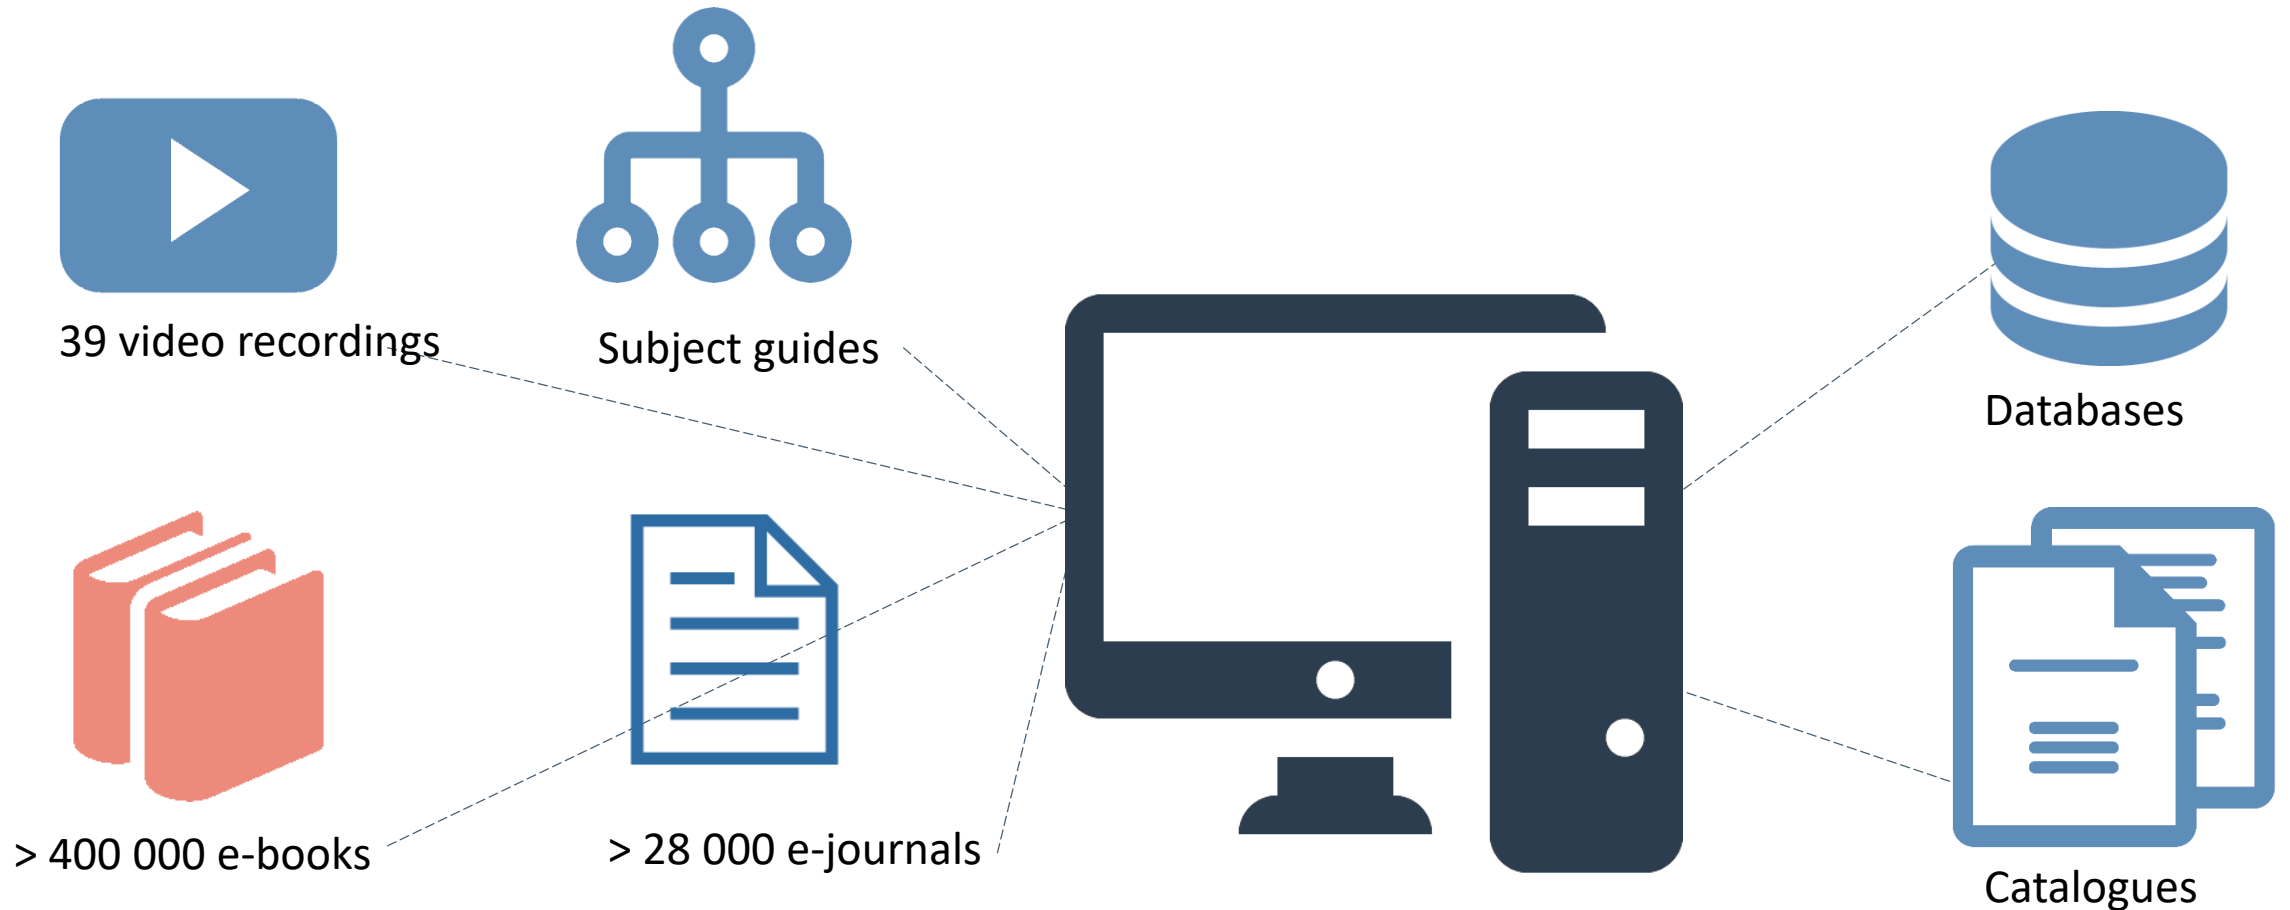 39 video recordings
Subject guides
Databases
> 400 000 e-books
> 28 000 e-journals
Catalogues